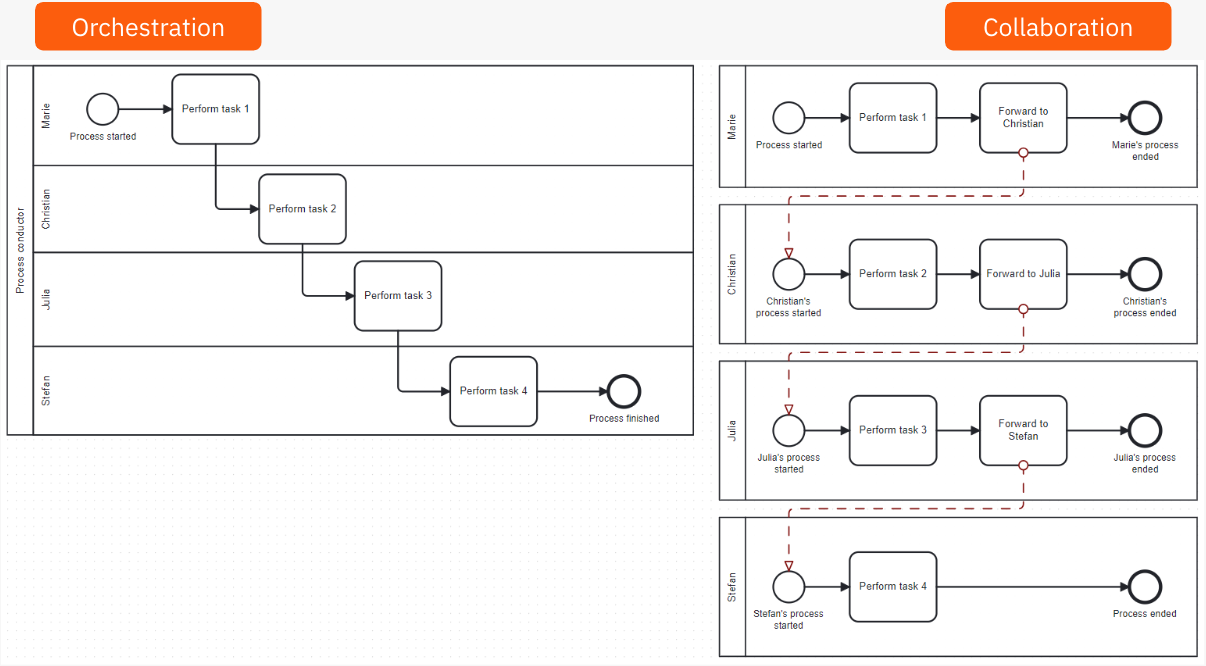 Orchestration
Collaboration
Process conductor
Marie
Process started
Perform task 1
Christian
Perform task 2
Julia
Perform task 3
Stefan
Perform task 4
Process finished
Marie
Process started
Perform task 1
Forward to
Christian
Marie's process
ended
Christian
Christian's
process started
Perform task 2
Forward to Julia
Christian's
process ended
Julia
Julia's process
started
Perform task 3
Forward to
Stefan
Julia's process
ended
Stefan
Stefan's process
started
Perform task 4
Process ended